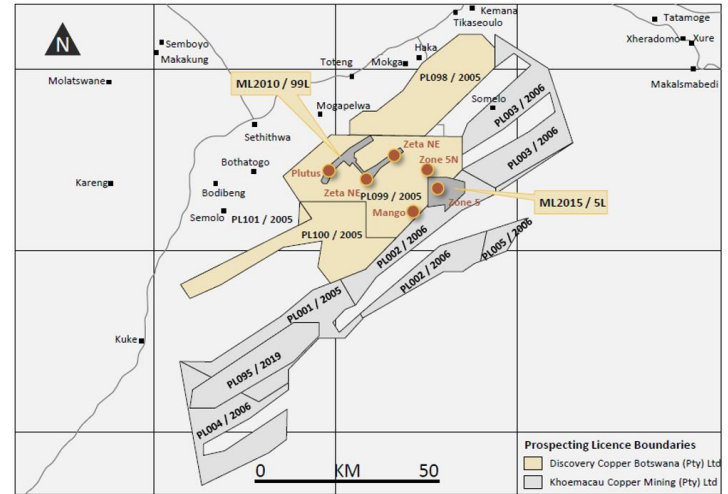 Kemana
Tikaseoulo
Tatamoge
Xheradomo
Xure
Makalsmabedi
N
Semboyo
Makakung
Haka
Toteng
Mokga
Molatswane
ML2010 / 99L
PL098 / 2005
Somelo
PL003 / 2006
PL003 / 2006
Mogapelwa
Sethithwa
Zeta NE
Zone 5N
Bothatogo
Plutus
Kareng
Bodibeng
Zeta NE
PL099 / 2005
Zone 5
ML2015 / 5L
Semolo
PL101 / 2005
Mango
PL100 / 2005
PL002 / 2006
PL005 / 2006
PL002 / 2006
PL001 / 2005
Kuke
PL095 / 2019
PL004 / 2006
0 KM 50
Prospecting Licence Boundaries
Discovery Copper Botswana (Pty) Ltd
Khoemacau Copper Mining (Pty) Ltd